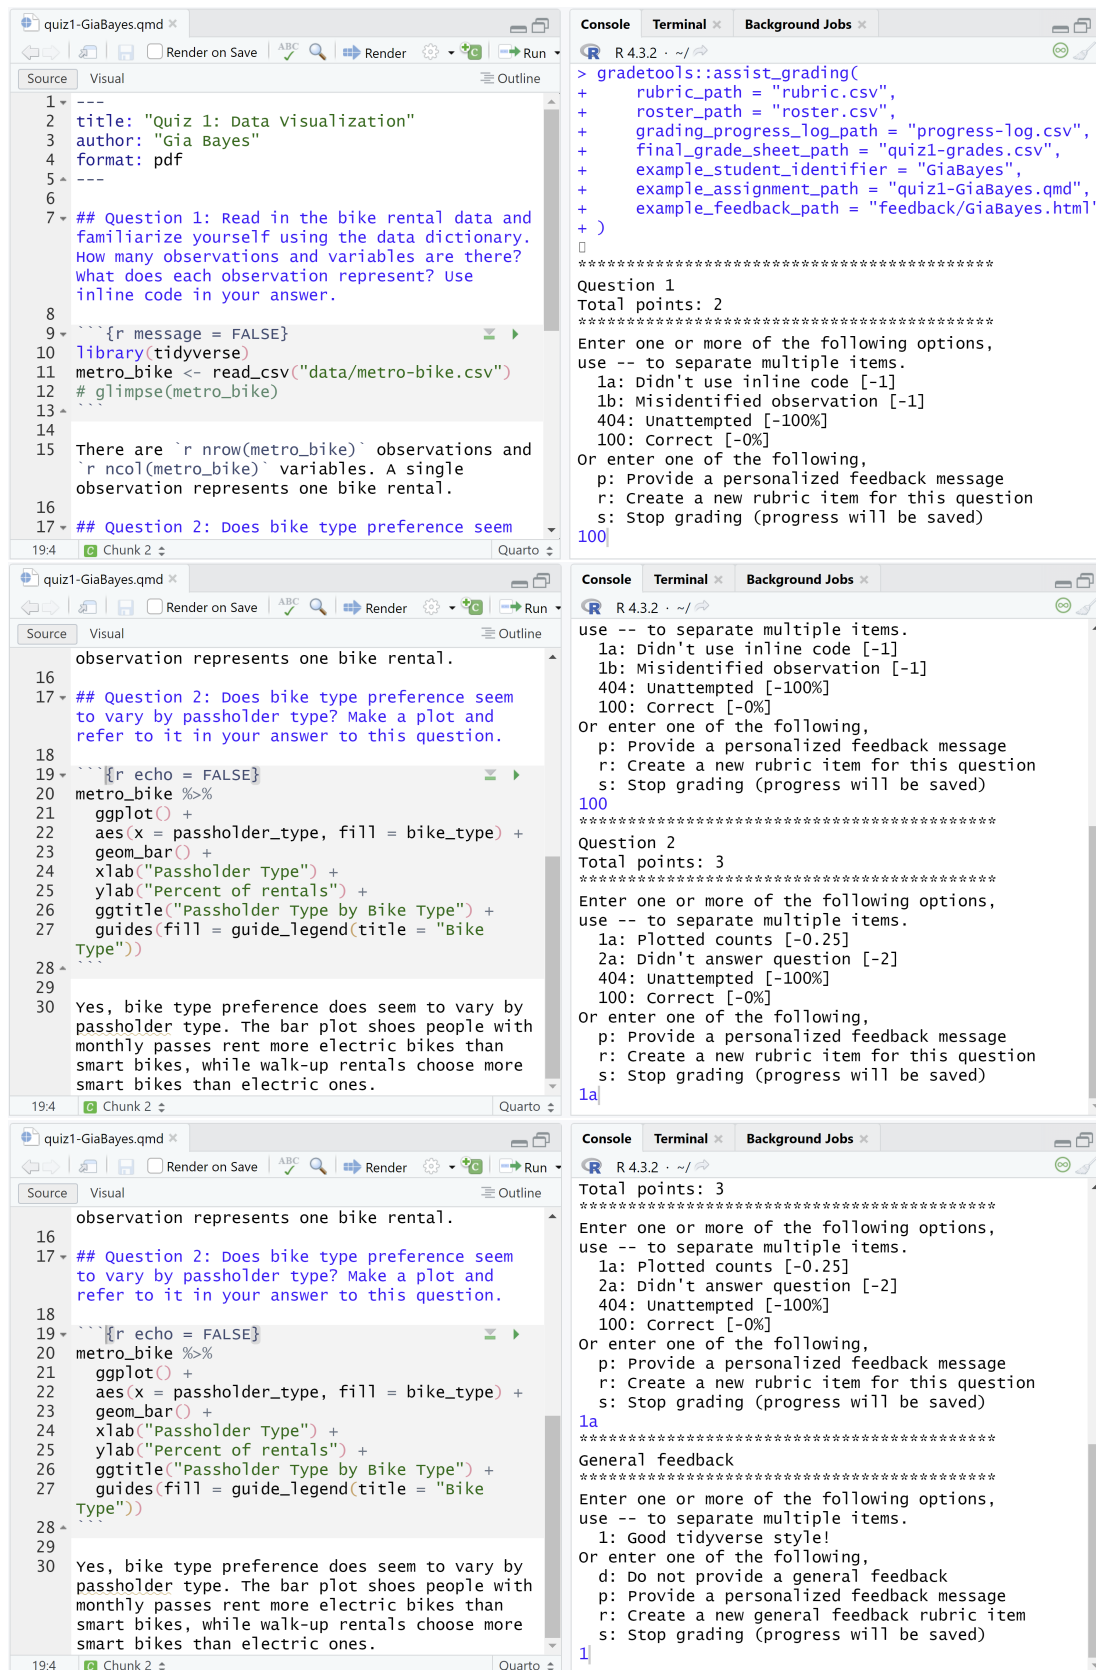 quiz1-GiaBayes.qmd ×
Render on Save ABC Render Run
Source Visual Outline
1 ---
2 title: "Quiz 1: Data Visualization"
3 author: "Gia Bayes"
4 format: pdf
5 ---
6
7 ## Question 1: Read in the bike rental data and
familiarize yourself using the data dictionary.
How many observations and variables are there?
What does each observation represent? Use
inline code in your answer.
8
9 ```{r message = FALSE}
10 library(tidyverse)
11 metro_bike <- read_csv("data/metro-bike.csv")
12 # glimpse(metro_bike)
13 ```
14
15 There are `r nrow(metro_bike)` observations and
`r ncol(metro_bike)` variables. A single
observation represents one bike rental.
16
17 ## Question 2: Does bike type preference seem
19:4 C Chunk 2 Quarto
Console Terminal × Background Jobs ×
R R 4.3.2 · ~/
> gradetools::assist_grading(
+ rubric_path = "rubric.csv",
+ roster_path = "roster.csv",
+ grading_progress_log_path = "progress-log.csv",
+ final_grade_sheet_path = "quiz1-grades.csv",
+ example_student_identifier = "GiaBayes",
+ example_assignment_path = "quiz1-GiaBayes.qmd",
+ example_feedback_path = "feedback/GiaBayes.html"
+ )
******************************************
Question 1
Total points: 2
******************************************
Enter one or more of the following options,
use -- to separate multiple items.
1a: Didn't use inline code [-1]
1b: Misidentified observation [-1]
404: Unattempted [-100%]
100: Correct [-0%]
Or enter one of the following,
p: Provide a personalized feedback message
r: Create a new rubric item for this question
s: Stop grading (progress will be saved)
100
quiz1-GiaBayes.qmd ×
Render on Save ABC Render Run
Source Visual Outline
observation represents one bike rental.
16
17 ## Question 2: Does bike type preference seem
to vary by passholder type? Make a plot and
refer to it in your answer to this question.
18
19 ```{r echo = FALSE}
20 metro_bike %>%
21 ggplot() +
22 aes(x = passholder_type, fill = bike_type) +
23 geom_bar() +
24 xlab("Passholder Type") +
25 ylab("Percent of rentals") +
26 ggtitle("Passholder Type by Bike Type") +
27 guides(fill = guide_legend(title = "Bike
Type"))
28 ```
29
30 Yes, bike type preference does seem to vary by
passholder type. The bar plot shoes people with
monthly passes rent more electric bikes than
smart bikes, while walk-up rentals choose more
smart bikes than electric ones.
19:4 C Chunk 2 Quarto
Console Terminal × Background Jobs ×
R R 4.3.2 · ~/
use -- to separate multiple items.
1a: Didn't use inline code [-1]
1b: Misidentified observation [-1]
404: Unattempted [-100%]
100: Correct [-0%]
Or enter one of the following,
p: Provide a personalized feedback message
r: Create a new rubric item for this question
s: Stop grading (progress will be saved)
100
******************************************
Question 2
Total points: 3
******************************************
Enter one or more of the following options,
use -- to separate multiple items.
1a: Plotted counts [-0.25]
2a: Didn't answer question [-2]
404: Unattempted [-100%]
100: Correct [-0%]
Or enter one of the following,
p: Provide a personalized feedback message
r: Create a new rubric item for this question
s: Stop grading (progress will be saved)
1a
quiz1-GiaBayes.qmd ×
Render on Save ABC Render Run
Source Visual Outline
observation represents one bike rental.
16
17 ## Question 2: Does bike type preference seem
to vary by passholder type? Make a plot and
refer to it in your answer to this question.
18
19 ```{r echo = FALSE}
20 metro_bike %>%
21 ggplot() +
22 aes(x = passholder_type, fill = bike_type) +
23 geom_bar() +
24 xlab("Passholder Type") +
25 ylab("Percent of rentals") +
26 ggtitle("Passholder Type by Bike Type") +
27 guides(fill = guide_legend(title = "Bike
Type"))
28 ```
29
30 Yes, bike type preference does seem to vary by
passholder type. The bar plot shoes people with
monthly passes rent more electric bikes than
smart bikes, while walk-up rentals choose more
smart bikes than electric ones.
19:4 C Chunk 2 Quarto
Console Terminal × Background Jobs ×
R R 4.3.2 · ~/
Total points: 3
******************************************
Enter one or more of the following options,
use -- to separate multiple items.
1a: Plotted counts [-0.25]
2a: Didn't answer question [-2]
404: Unattempted [-100%]
100: Correct [-0%]
Or enter one of the following,
p: Provide a personalized feedback message
r: Create a new rubric item for this question
s: Stop grading (progress will be saved)
1a
******************************************
General feedback
******************************************
Enter one or more of the following options,
use -- to separate multiple items.
1: Good tidyverse style!
Or enter one of the following,
d: Do not provide a general feedback
p: Provide a personalized feedback message
r: Create a new general feedback rubric item
s: Stop grading (progress will be saved)
1